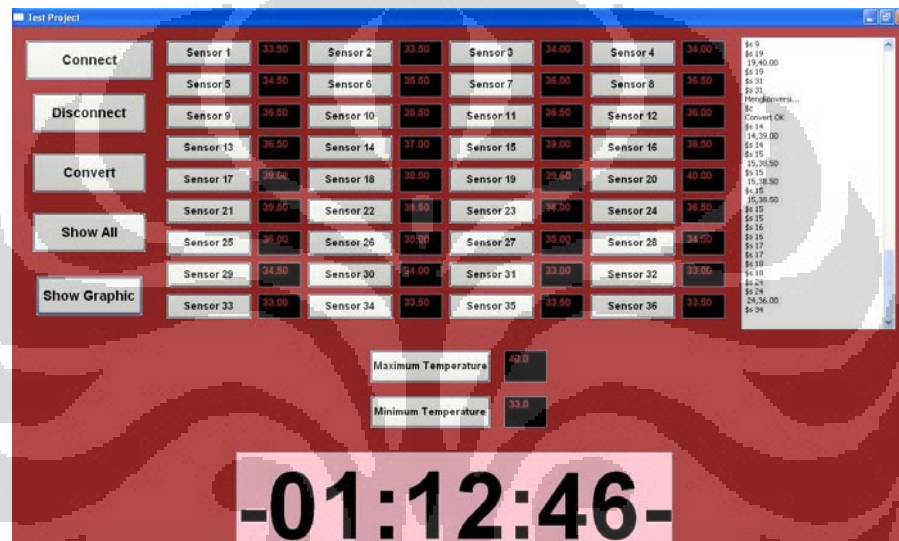 Test Project
Connect
Disconnect
Convert
Show All
Show Graphic
Sensor 1 33.50 Sensor 2 33.50 Sensor 3 34.00 Sensor 4 34.00
Sensor 5 34.50 Sensor 6 35.50 Sensor 7 36.00 Sensor 8 36.50
Sensor 9 36.50 Sensor 10 36.50 Sensor 11 36.50 Sensor 12 36.00
Sensor 13 36.50 Sensor 14 37.00 Sensor 15 39.00 Sensor 16 38.50
Sensor 17 Sensor 18 38.00 Sensor 19 Sensor 20 40.00
Sensor 21 Sensor 22 Sensor 23 Sensor 24 36.50
Sensor 25 Sensor 26 Sensor 27 35.00 Sensor 28
Sensor 29 34.50 Sensor 30 34.00 Sensor 31 33.00 Sensor 32 33.00
Sensor 33 33.00 Sensor 34 33.50 Sensor 35 33.50 Sensor 36 33.50
Maximum Temperature 40.0
Minimum Temperature 33.0
-01:12:46-
$s 9
$s 19
19,40.00
$s 19
$s 31
$s 31
Mengkonversi...
$c
Convert OK
$s 14
14,39.00
$s 14
$s 15
15,38.50
$s 15
15,38.50
$s 15
15,38.50
$s 15
$s 15
$s 16
$s 16
$s 17
$s 17
$s 18
$s 18
$s 24
$s 24
24,36.00
$s 34